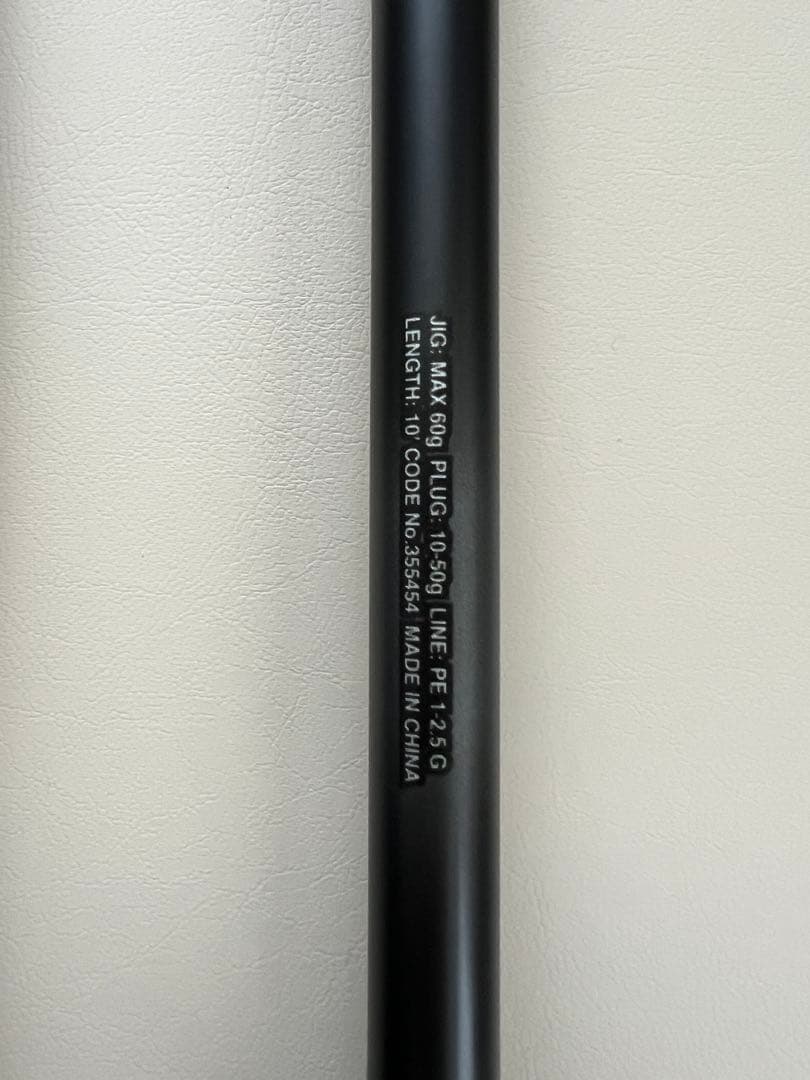 JIG: MAX 60g PLUG: 10-50g LINE: PE 1-2.5 G
LENGTH: 10' CODE No.355454 MADE IN CHINA